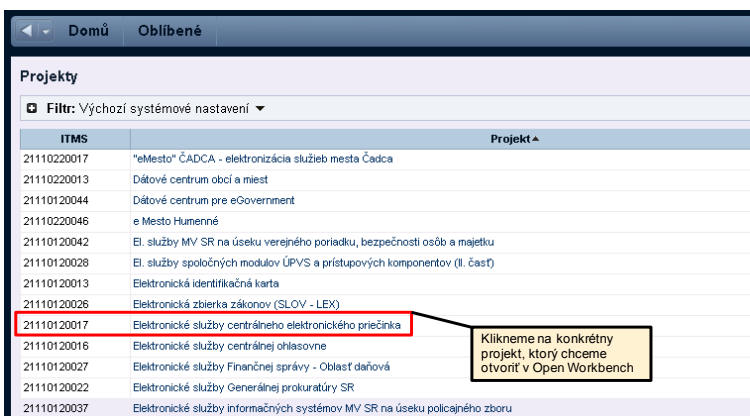 Domů Oblíbené
Projekty
Filtr: Výchozí systémové nastavení
ITMS Projekt
21110220017 "eMesto" ČADCA - elektronizácia služieb mesta Čadca
21110220013 Dátové centrum obcí a miest
21110120044 Dátové centrum pre eGovernment
21110220046 e Mesto Humenné
21110120042 El. služby MV SR na úseku verejného poriadku, bezpečnosti osôb a majetku
21110120028 El. služby spoločných modulov ÚPVS a prístupových komponentov (II. časť)
21110120013 Elektronická identifikačná karta
21110120026 Elektronická zbierka zákonov (SLOV - LEX)
21110120017 Elektronické služby centrálneho elektronického priečinka
21110120016 Elektronické služby centrálnej ohlasovne
21110120027 Elektronické služby Finančnej správy - Oblasť daňová
21110120022 Elektronické služby Generálnej prokuratúry SR
21110120037 Elektronické služby informačných systémov MV SR na úseku policajného zboru
Klikneme na konkrétny
projekt, ktorý chceme
otvoriť v Open Workbench